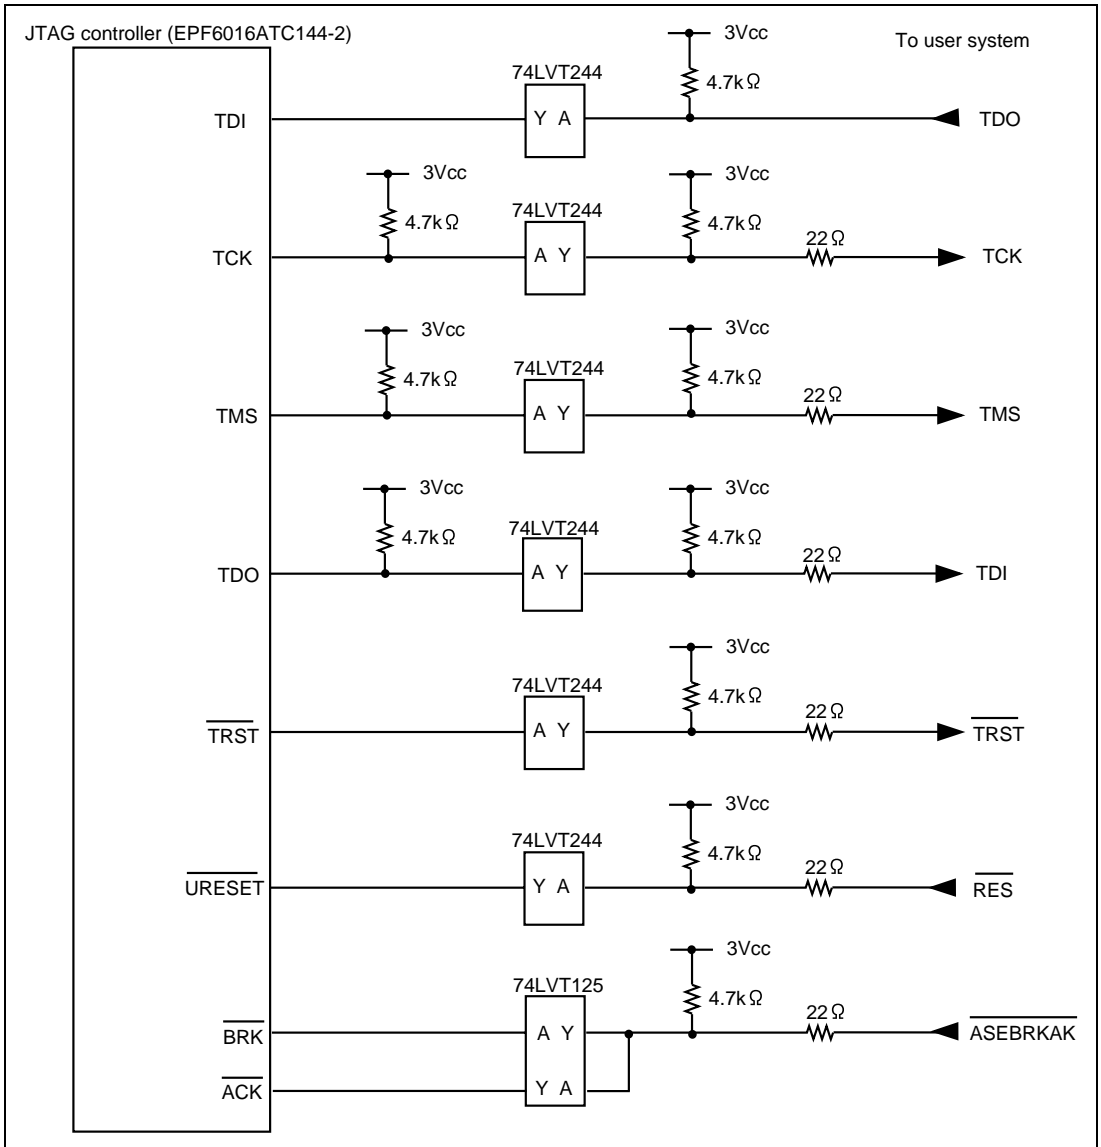 JTAG controller (EPF6016ATC144-2)
To user system
3Vcc
74LVT244
4.7kΩ
TDI
Y A
TDO
3Vcc
3Vcc
74LVT244
4.7kΩ
4.7kΩ
22Ω
TCK
A Y
TCK
3Vcc
3Vcc
74LVT244
4.7kΩ
4.7kΩ
22Ω
TMS
A Y
TMS
3Vcc
3Vcc
74LVT244
4.7kΩ
4.7kΩ
22Ω
TDO
A Y
TDI
3Vcc
74LVT244
4.7kΩ
22Ω
TRST
A Y
TRST
3Vcc
74LVT244
4.7kΩ
22Ω
URESET
Y A
RES
3Vcc
74LVT125
4.7kΩ
22Ω
BRK
A Y
ASEBRKAK
ACK
Y A